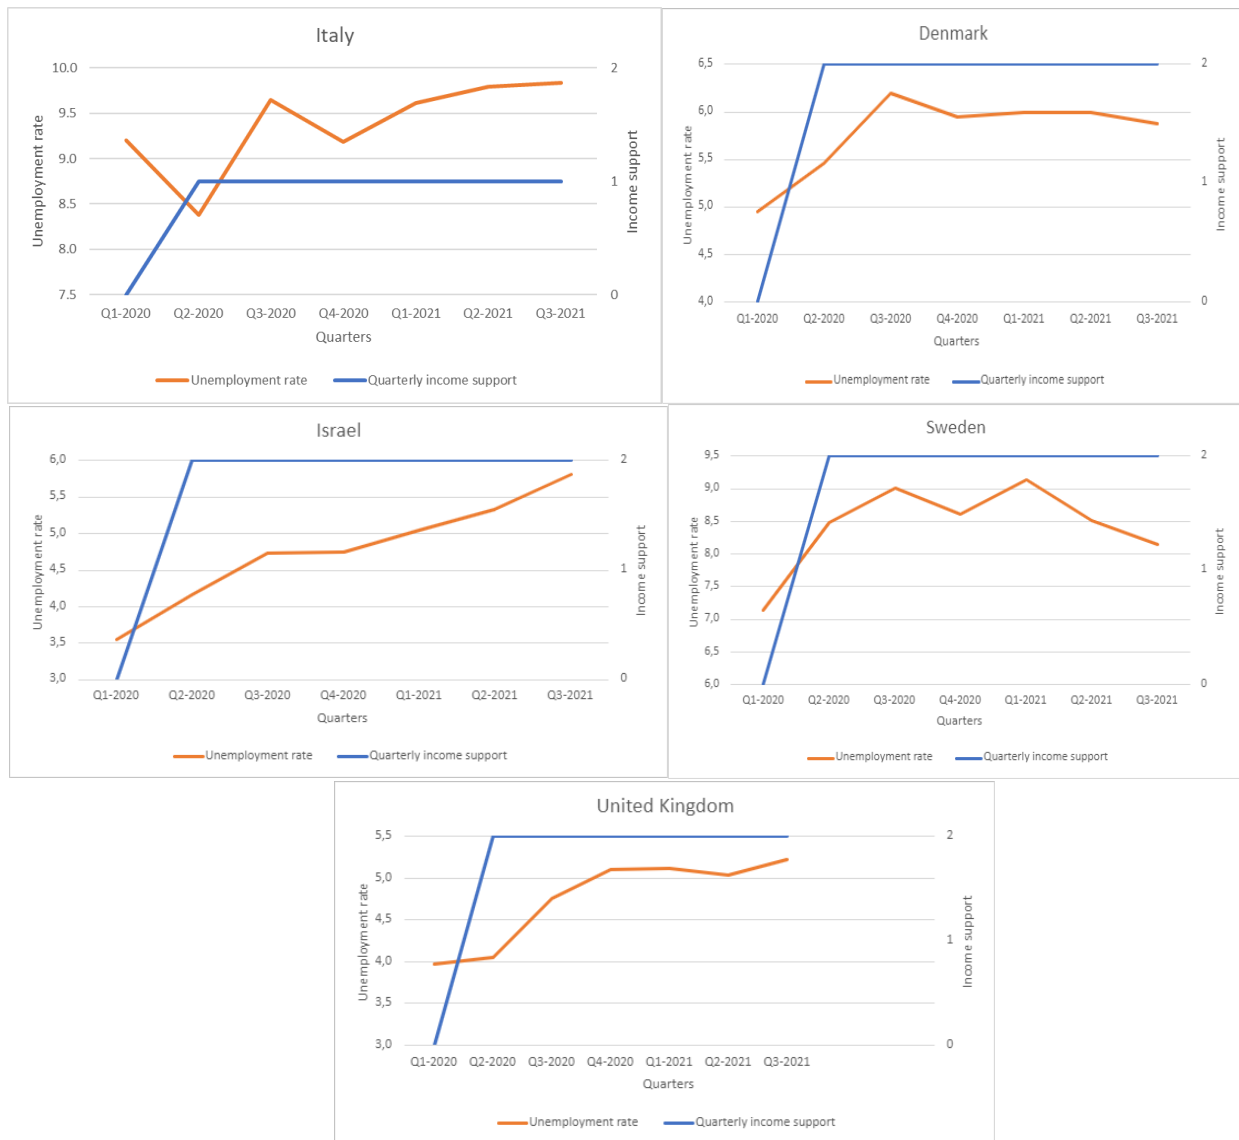 Italy
Unemployment rate
10.0
9.5
9.0
8.5
8.0
7.5
2
1
0
Income support
Q1-2020 Q2-2020 Q3-2020 Q4-2020 Q1-2021 Q2-2021 Q3-2021
Quarters
Unemployment rate Quarterly income support
Denmark
Unemployment rate
6,5
6,0
5,5
5,0
4,5
4,0
2
1
0
Income support
Q1-2020 Q2-2020 Q3-2020 Q4-2020 Q1-2021 Q2-2021 Q3-2021
Quarters
Unemployment rate Quarterly income support
Israel
Unemployment rate
6,0
5,5
5,0
4,5
4,0
3,5
3,0
2
1
0
Income support
Q1-2020 Q2-2020 Q3-2020 Q4-2020 Q1-2021 Q2-2021 Q3-2021
Quarters
Unemployment rate Quarterly income support
Sweden
Unemployment rate
9,5
9,0
8,5
8,0
7,5
7,0
6,5
6,0
2
1
0
Income support
Q1-2020 Q2-2020 Q3-2020 Q4-2020 Q1-2021 Q2-2021 Q3-2021
Quarters
Unemployment rate Quarterly income support
United Kingdom
Unemployment rate
5,5
5,0
4,5
4,0
3,5
3,0
2
1
0
Income support
Q1-2020 Q2-2020 Q3-2020 Q4-2020 Q1-2021 Q2-2021 Q3-2021
Quarters
Unemployment rate Quarterly income support